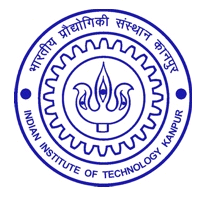 भारतीय प्रौद्योगिकी संस्थान कानपुर
INDIAN INSTITUTE OF TECHNOLOGY KANPUR